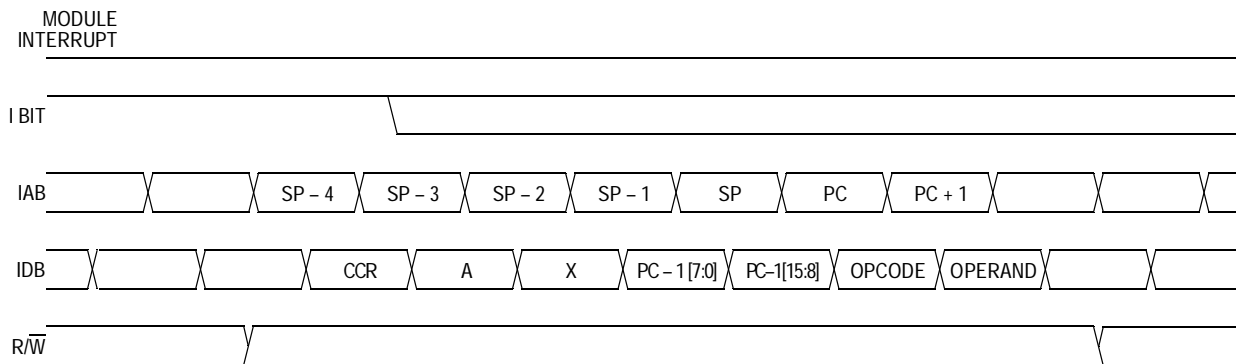 MODULE
INTERRUPT
I BIT
IAB SP – 4 SP – 3 SP – 2 SP – 1 SP PC PC + 1
IDB CCR A X PC – 1 [7:0] PC–1[15:8] OPCODE OPERAND
R/W̅